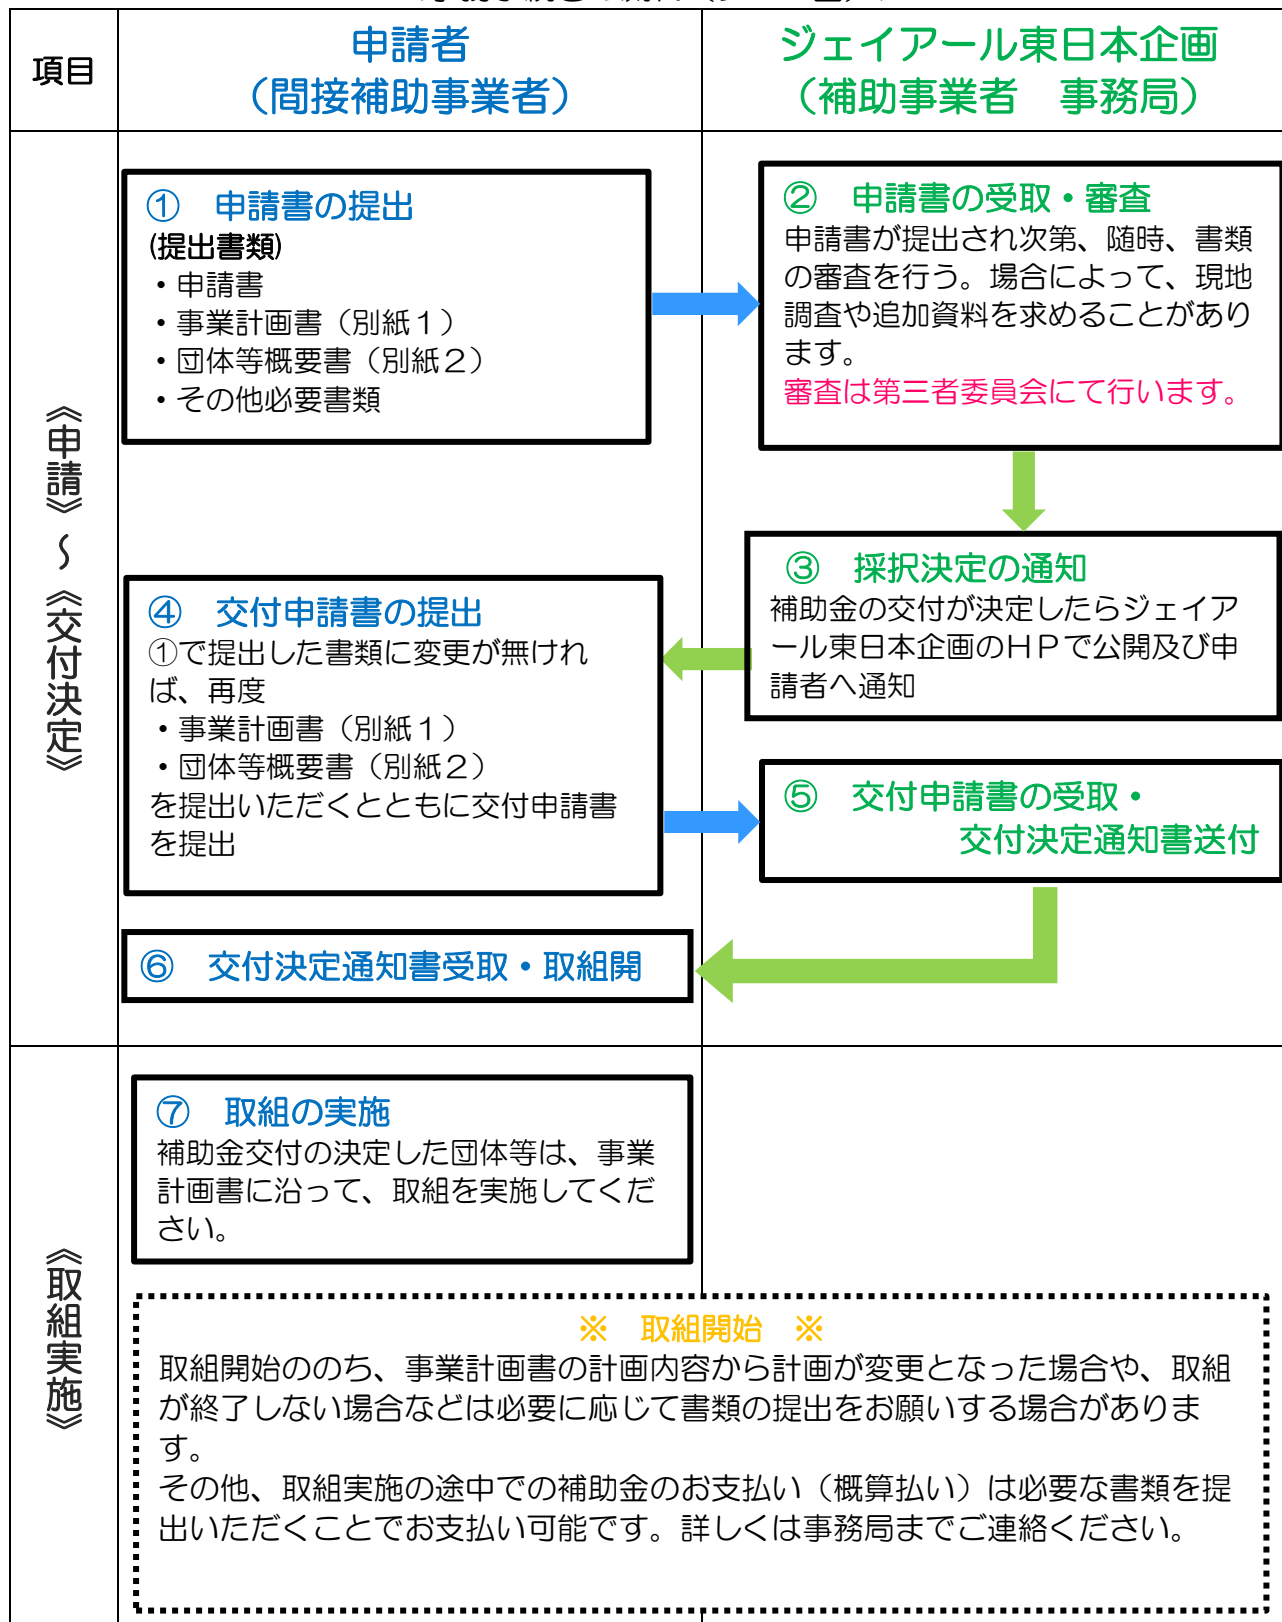 項目
申請者
（間接補助事業者）
ジェイアール東日本企画
（補助事業者　事務局）
《申請》～《交付決定》
①　申請書の提出
(提出書類)
・申請書
・事業計画書（別紙１）
・団体等概要書（別紙２）
・その他必要書類
②　申請書の受取・審査
申請書が提出され次第、随時、書類
の審査を行う。場合によって、現地
調査や追加資料を求めることがあり
ます。
審査は第三者委員会にて行います。
③　採択決定の通知
補助金の交付が決定したらジェイア
ール東日本企画のＨＰで公開及び申
請者へ通知
④　交付申請書の提出
①で提出した書類に変更が無けれ
ば、再度
・事業計画書（別紙１）
・団体等概要書（別紙２）
を提出いただくとともに交付申請書
を提出
⑤　交付申請書の受取・
交付決定通知書送付
⑥　交付決定通知書受取・取組開
《取組実施》
⑦　取組の実施
補助金交付の決定した団体等は、事業
計画書に沿って、取組を実施してくだ
さい。
※　取組開始　※
取組開始ののち、事業計画書の計画内容から計画が変更となった場合や、取組
が終了しない場合などは必要に応じて書類の提出をお願いする場合がありま
す。
その他、取組実施の途中での補助金のお支払い（概算払い）は必要な書類を提
出いただくことでお支払い可能です。詳しくは事務局までご連絡ください。